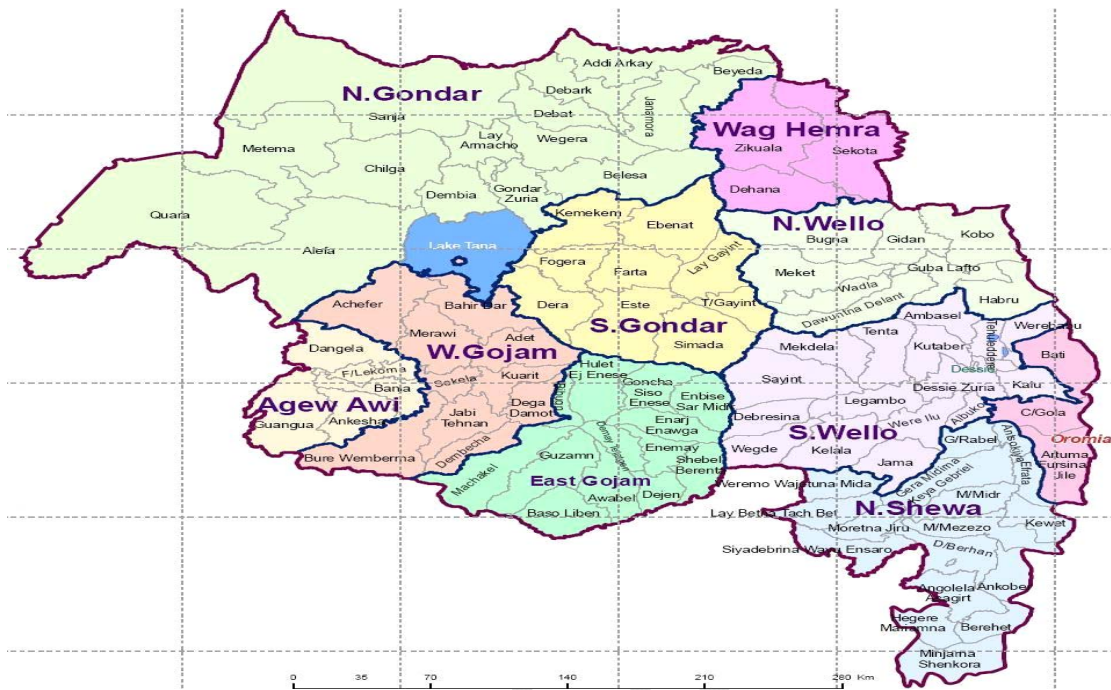 Addi Arkay
Beyeda
N.Gondar
Debark
Sanja
Debat
Janamora
Wag Hemra
Lay
Armacho
Wegera
Metema
Zikuala
Sekota
Chilga
Belesa
Dembia
Gondar
Zuria
Dehana
Quara
Kemekem
Ebenat
N.Wello
Alefa
Lake Tana
Bugna
Gidan
Kobo
Fogera
Farta
Lay Gayint
Meket
Guba Lafto
Wadla
Dawuntna Delant
Habru
Achefer
Bahir Dar
Dera
Este
T/Gayint
S.Gondar
Ambasel
Tehuledere
Werebabu
Merawi
Adet
Simada
Mekdela
Tenta
Kutaber
Bati
Dangela
W.Gojam
Hulet
Ej Enese
Dessie
F/Lekoma
Sekela
Kuarit
Goncha
Siso
Enese
Sayint
Dessie Zuria
Kalu
Bania
Agew Awi
Dega
Damot
Enbise
Sar Midi
Legambo
Were Ilu
Albuko
C/Gola
Guangua
Ankesha
Jabi
Tehnan
Enarj
Enawga
Debresina
S.Wello
G/Rabel
Oromia
Bure Wemberma
Dembecha
Guzamn
Enemay
Shebel
Berenta
Wegde
Kelala
Jama
Artuma
Fursina
Jile
Efrata
Machakel
East Gojam
Awabel
Dejen
Weremo Wajetuna Mida
Gera Midima
Keya Gebriel
M/Midr
Baso Liben
Lay Betna Tach Bet
N.Shewa
Moretna Jiru
M/Mezezo
Kewet
Siyadebrina Wayu Ensaro
D/Berhan
Angolela
Asagirt
Ankober
Hegere
Mariamna
Berehet
Minjarna
Shenkora
0 35 70 140 210 280 Km